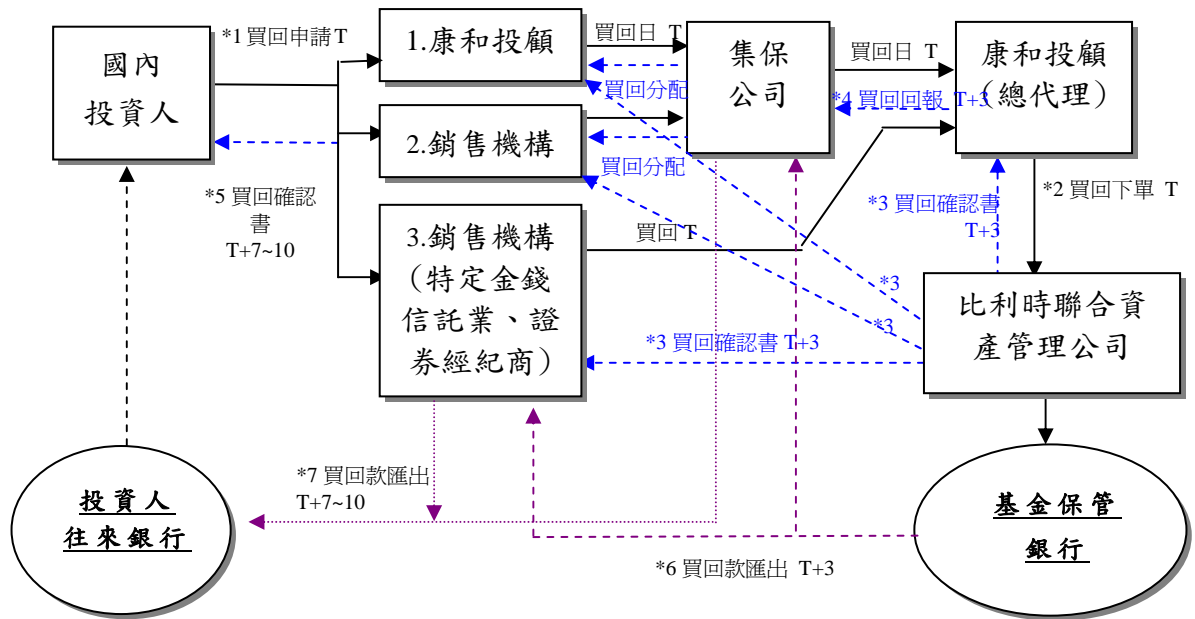 *1 買回申請 T
國內
投資人
1.康和投顧
買回日 T
集保
公司
買回日 T
康和投顧
(總代理)
買回分配
*4 買回回報 T+3
2.銷售機構
買回分配
*5 買回確認
書
T+7~10
3.銷售機構
(特定金錢
信託業、證
券經紀商)
買回 T
*3 買回確認書
T+3
*2 買回下單 T
*3
*3
*3 買回確認書 T+3
比利時聯合資
產管理公司
*7 買回款匯出
T+7~10
投資人
往來銀行
*6 買回款匯出 T+3
基金保管
銀行